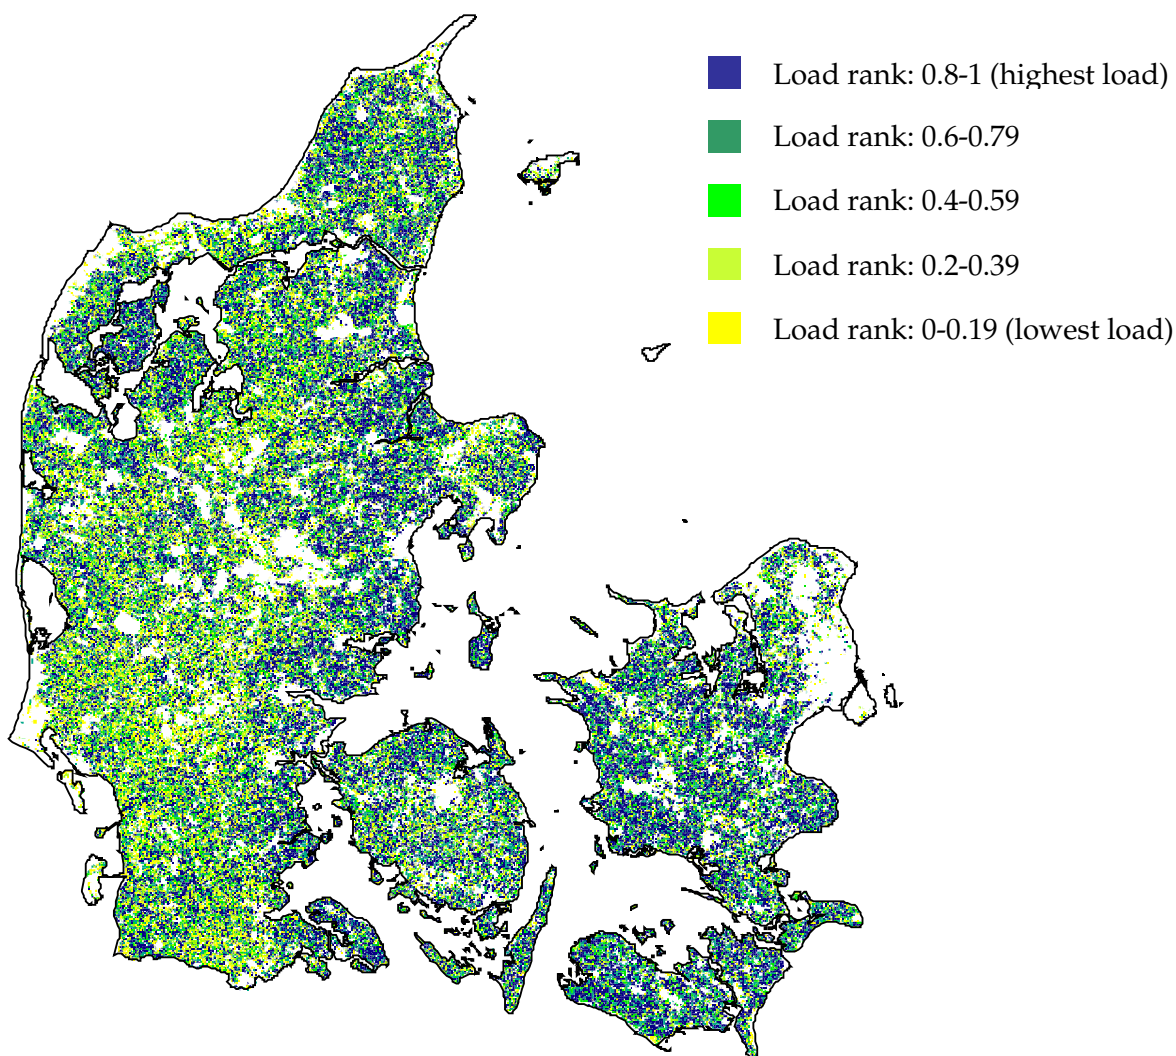 Load rank: 0.8-1 (highest load)
Load rank: 0.6-0.79
Load rank: 0.4-0.59
Load rank: 0.2-0.39
Load rank: 0-0.19 (lowest load)